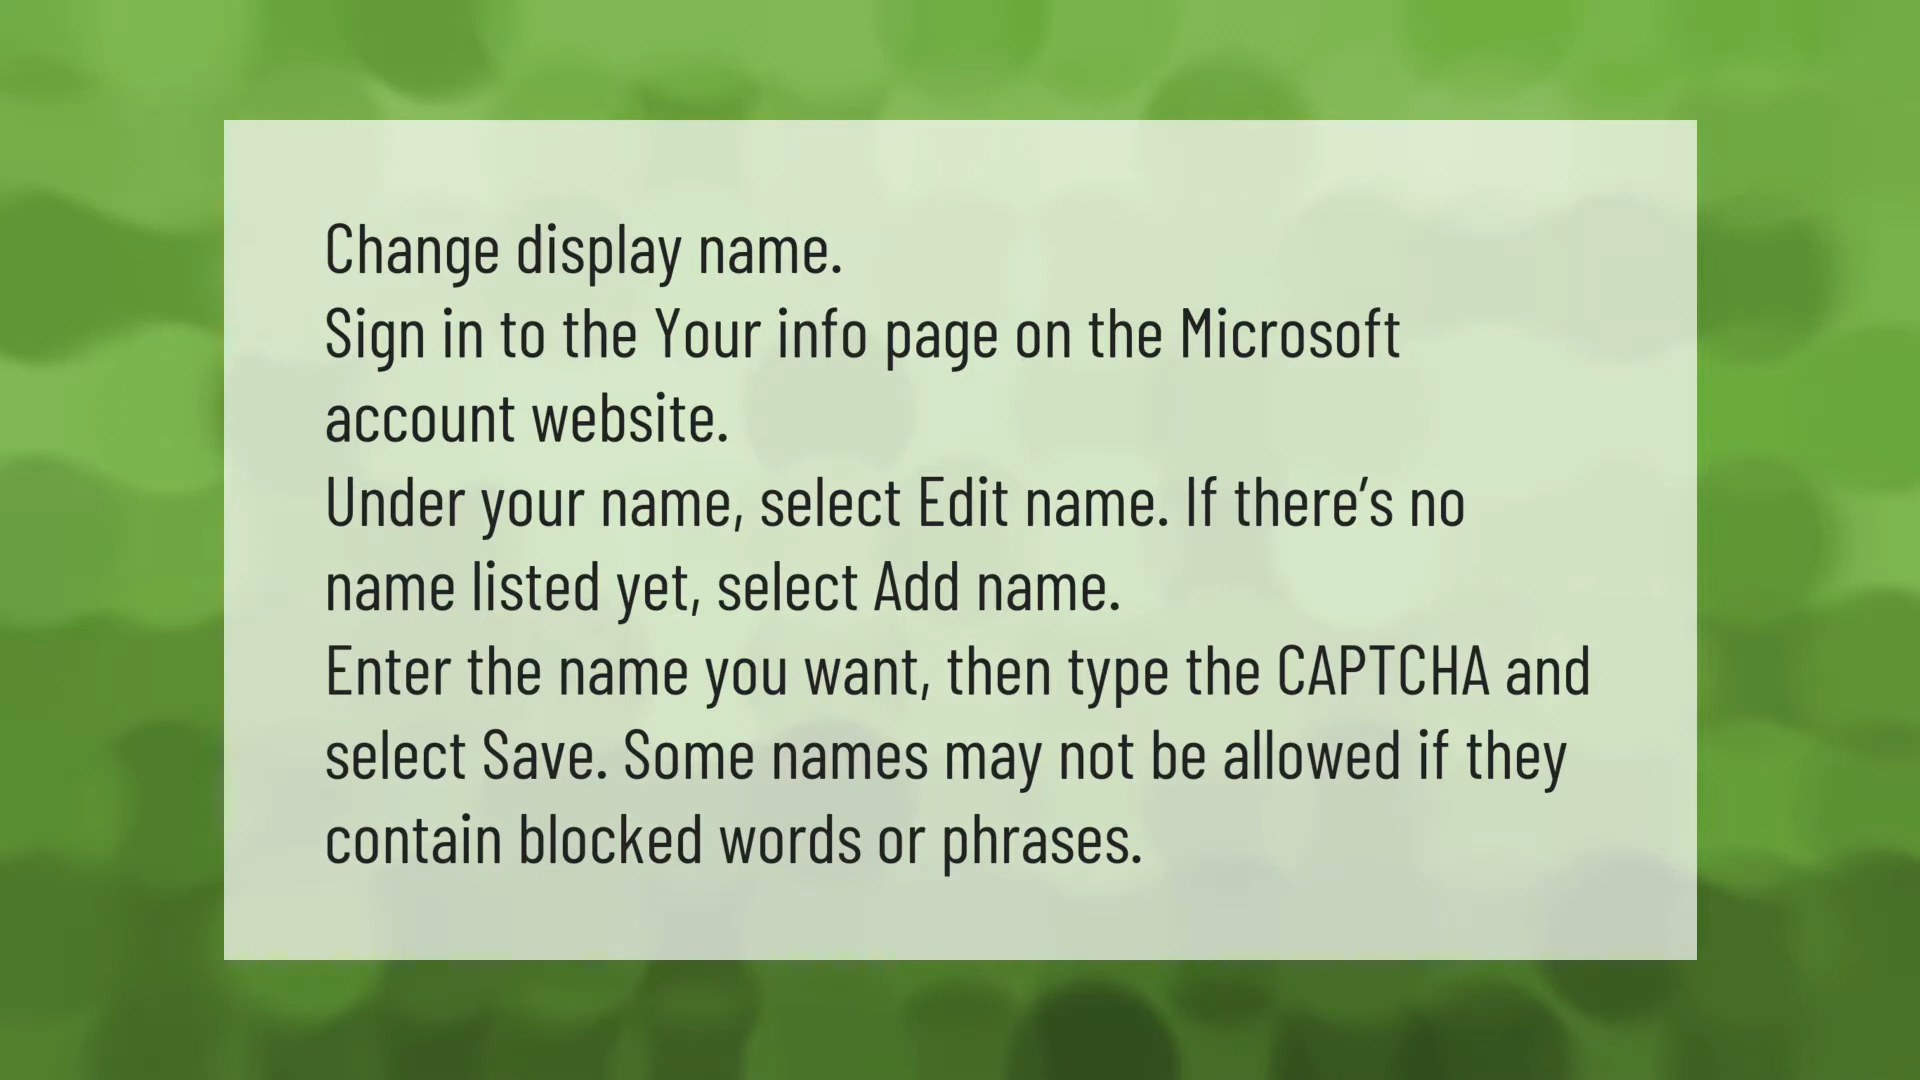 Change display name.
Sign in to the Your info page on the Microsoft
account website.
Under your name, select Edit name. If there’s no
name listed yet, select Add name.
Enter the name you want, then type the CAPTCHA and
select Save. Some names may not be allowed if they
contain blocked words or phrases.